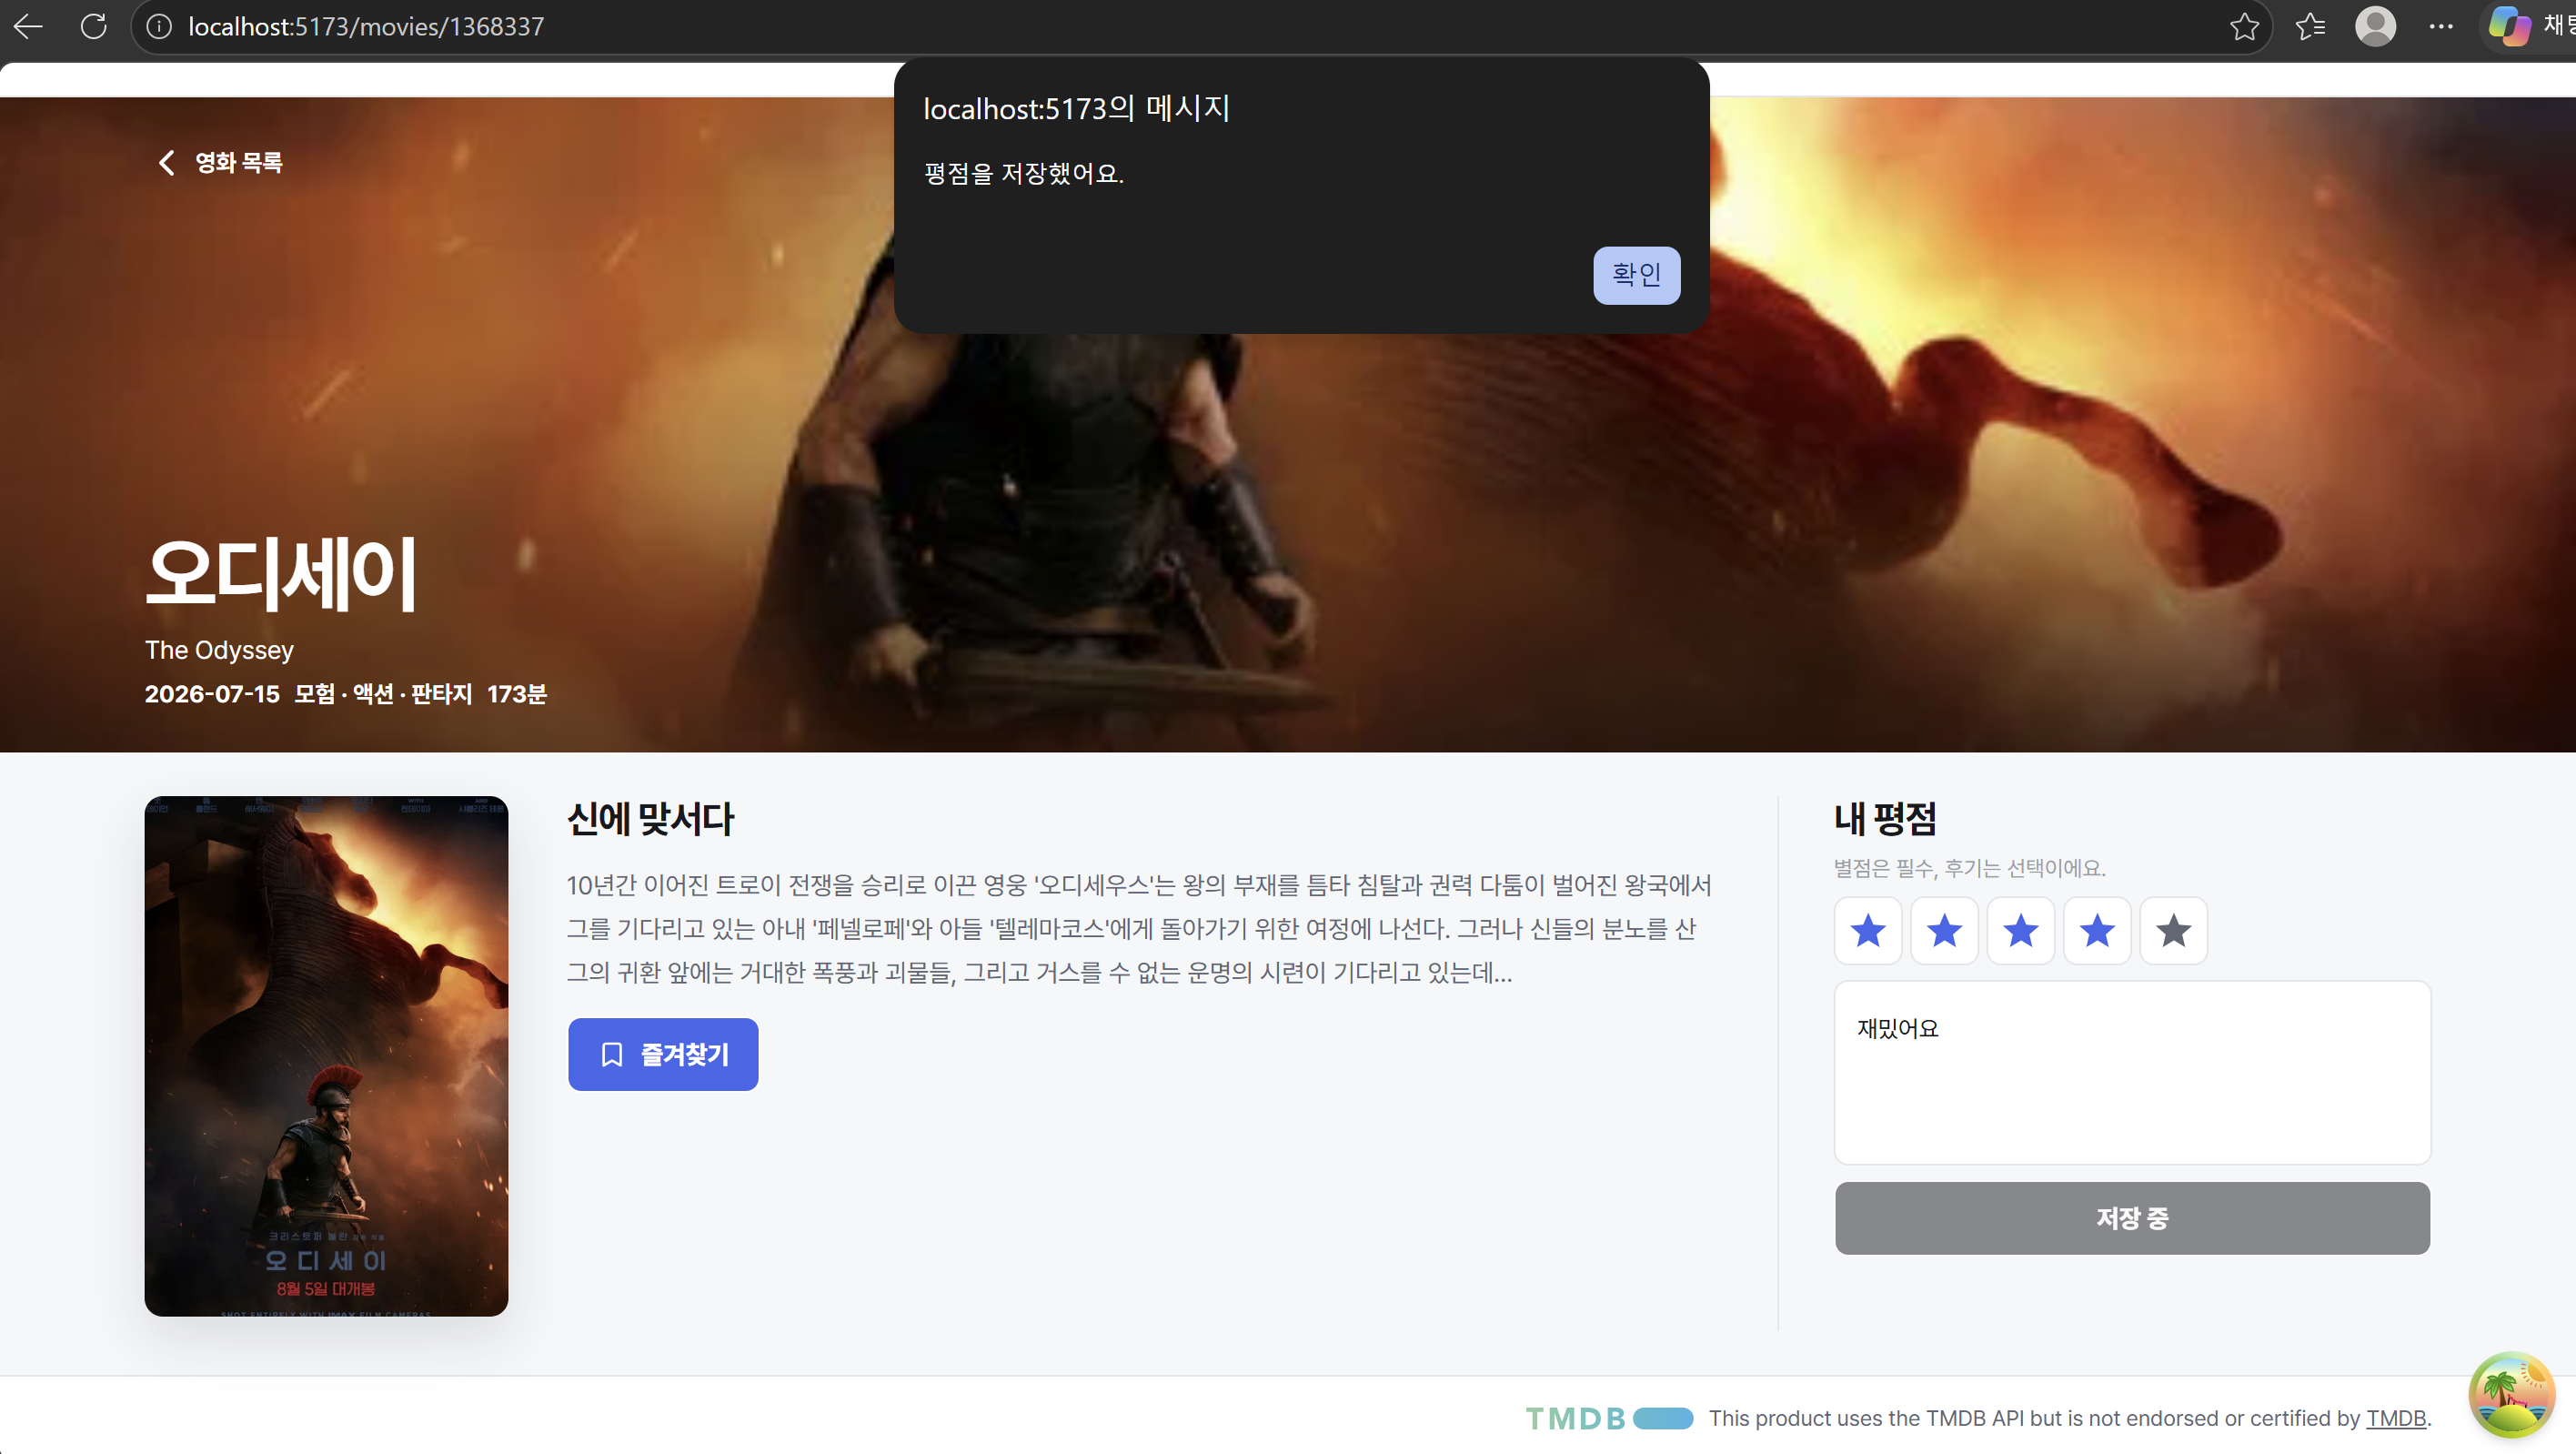 localhost:5173/movies/1368337
localhost:5173의 메시지
평점을 저장했어요.
확인
영화 목록
오디세이
The Odyssey
2026-07-15 모험 · 액션 · 판타지 173분
신에 맞서다
10년간 이어진 트로이 전쟁을 승리로 이끈 영웅 '오디세우스'는 왕의 부재를 틈타 침탈과 권력 다툼이 벌어진 왕국에서
그를 기다리고 있는 아내 '페넬로페'와 아들 '텔레마코스'에게 돌아가기 위한 여정에 나선다. 그러나 신들의 분노를 산
그의 귀환 앞에는 거대한 폭풍과 괴물들, 그리고 거스를 수 없는 운명의 시련이 기다리고 있는데...
즐겨찾기
내 평점
별점은 필수, 후기는 선택이에요.
재밌어요
저장 중
WITH
AND
오디세이
8월 5일 대개봉
SHOT ENTIRELY WITH IMAX FILM CAMERAS
TMDB
This product uses the TMDB API but is not endorsed or certified by TMDB.